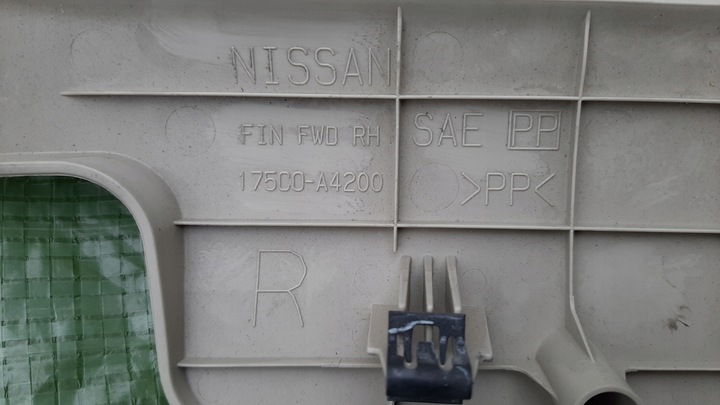 NISSAN
FIN FWD RH
175C0-A4200
SAE PP
>PP<
R